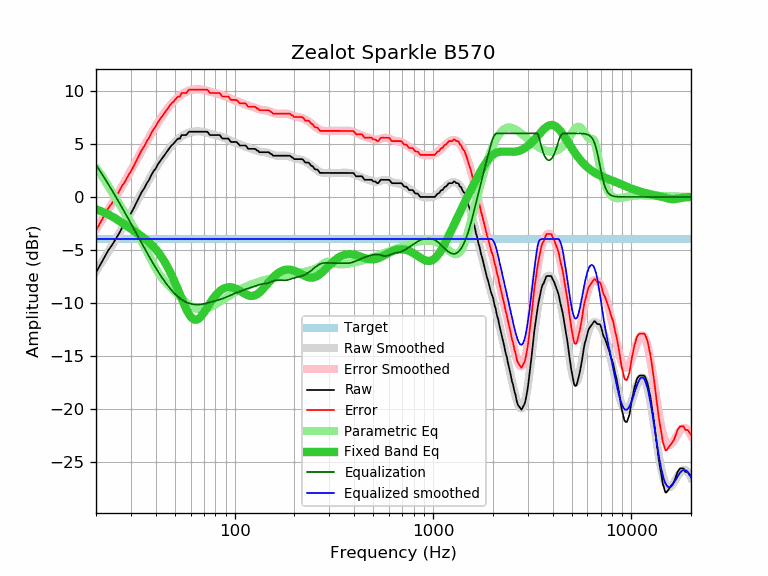 Zealot Sparkle B570
Amplitude (dBr)
10
5
0
−5
−10
−15
−20
−25
Target
Raw Smoothed
Error Smoothed
Raw
Error
Parametric Eq
Fixed Band Eq
Equalization
Equalized smoothed
100
1000
10000
Frequency (Hz)